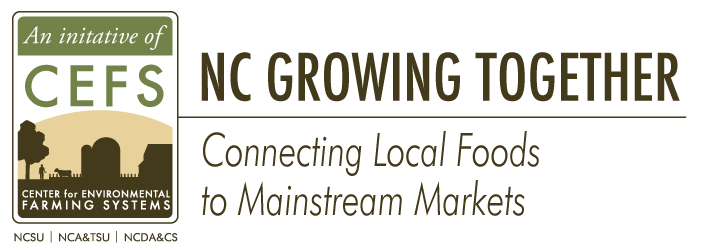 An initative of
CEFS
CENTER for ENVIRONMENTAL
FARMING SYSTEMS
NCSU | NCA&TSU | NCDA&CS
NC GROWING TOGETHER
Connecting Local Foods
to Mainstream Markets